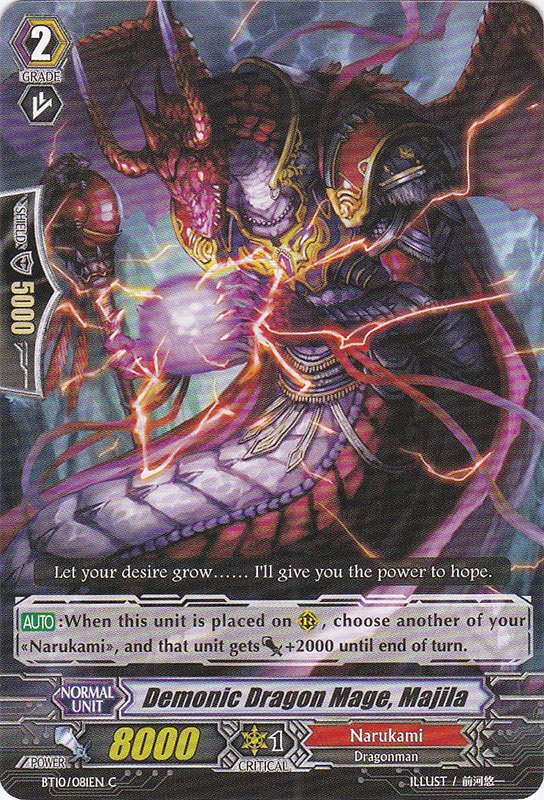 2
GRADE
SHIELD
5000
Let your desire grow...... I'll give you the power to hope.
AUTO:When this unit is placed on R, choose another of your
«Narukami», and that unit gets +2000 until end of turn.
NORMAL
UNIT
Demonic Dragon Mage, Majila
POWER
8000
1
CRITICAL
Narukami
Dragonman
BT10/081EN C
ILLUST / 前河悠一